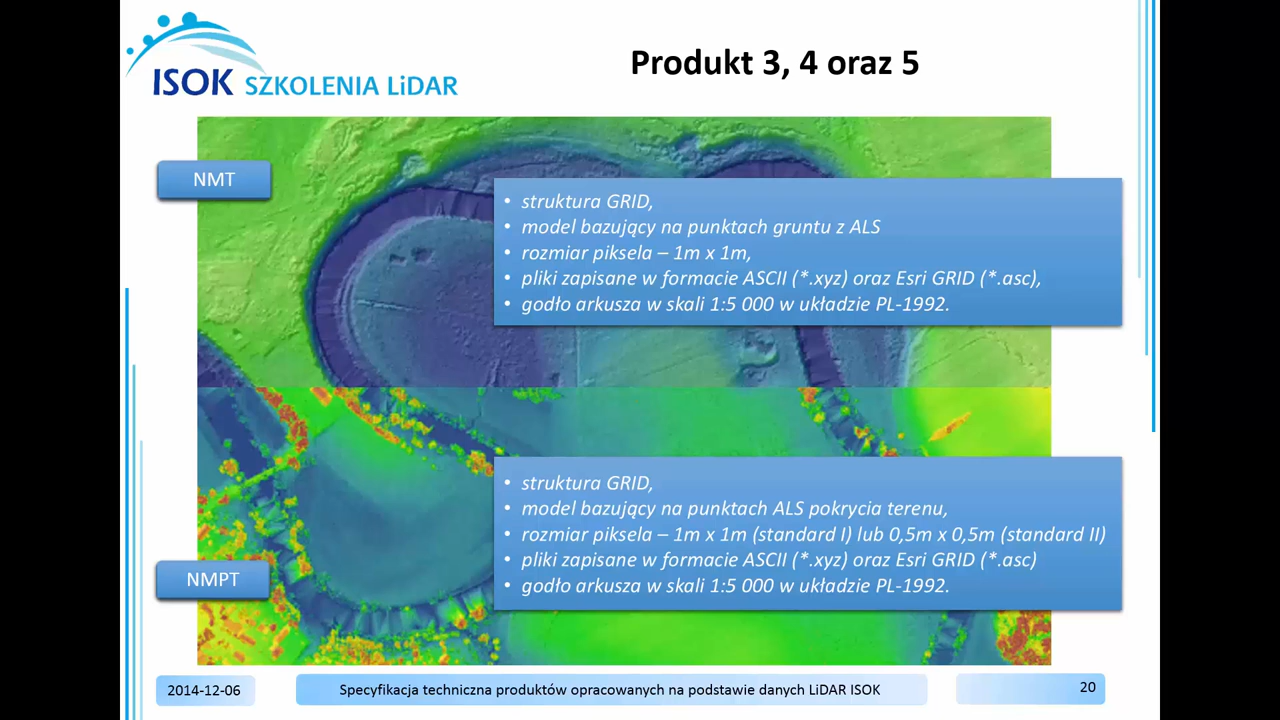 ISOK SZKOLENIA LiDAR
Produkt 3, 4 oraz 5
NMT
• struktura GRID,
• model bazujący na punktach gruntu z ALS
• rozmiar piksela – 1m x 1m,
• pliki zapisane w formacie ASCII (*.xyz) oraz Esri GRID (*.asc),
• godło arkusza w skali 1:5 000 w układzie PL-1992.
• struktura GRID,
• model bazujący na punktach ALS pokrycia terenu,
• rozmiar piksela – 1m x 1m (standard I) lub 0,5m x 0,5m (standard II)
• pliki zapisane w formacie ASCII (*.xyz) oraz Esri GRID (*.asc)
• godło arkusza w skali 1:5 000 w układzie PL-1992.
NMPT
2014-12-06
Specyfikacja techniczna produktów opracowanych na podstawie danych LiDAR ISOK
20